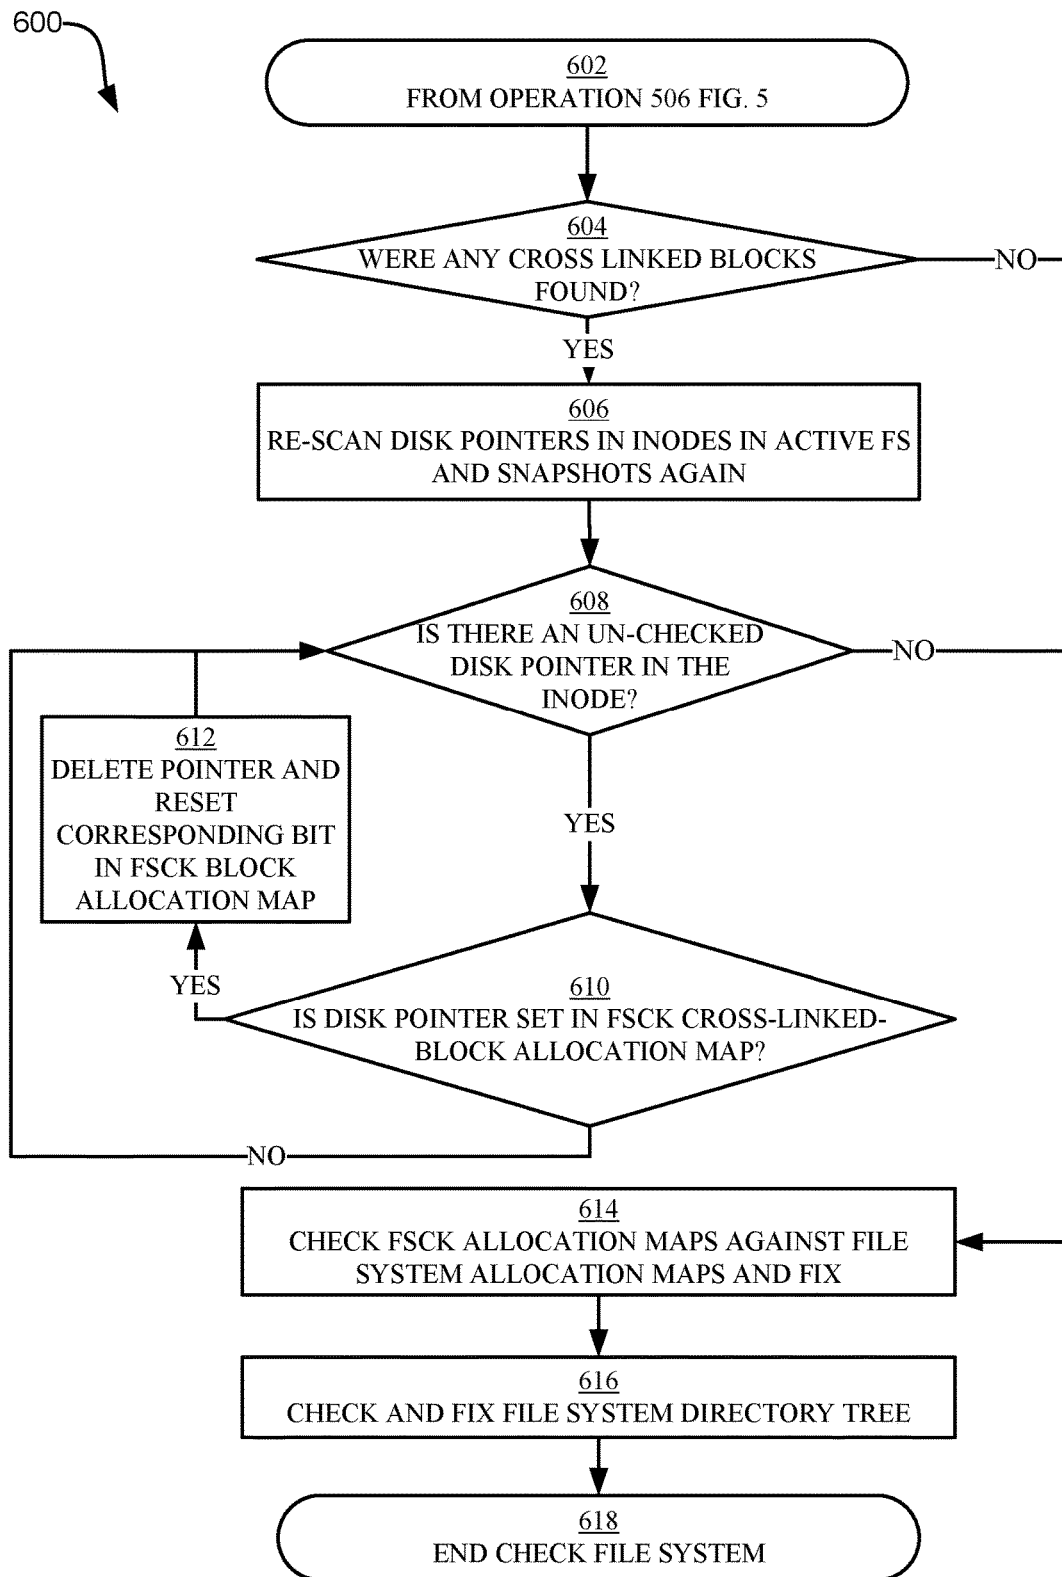 600
602
FROM OPERATION 506 FIG. 5
604
WERE ANY CROSS LINKED BLOCKS
FOUND?
NO
YES
606
RE-SCAN DISK POINTERS IN INODES IN ACTIVE FS
AND SNAPSHOTS AGAIN
608
IS THERE AN UN-CHECKED
DISK POINTER IN THE
INODE?
NO
612
DELETE POINTER AND
RESET
CORRESPONDING BIT
IN FSCK BLOCK
ALLOCATION MAP
YES
YES
610
IS DISK POINTER SET IN FSCK CROSS-LINKED-
BLOCK ALLOCATION MAP?
NO
614
CHECK FSCK ALLOCATION MAPS AGAINST FILE
SYSTEM ALLOCATION MAPS AND FIX
616
CHECK AND FIX FILE SYSTEM DIRECTORY TREE
618
END CHECK FILE SYSTEM